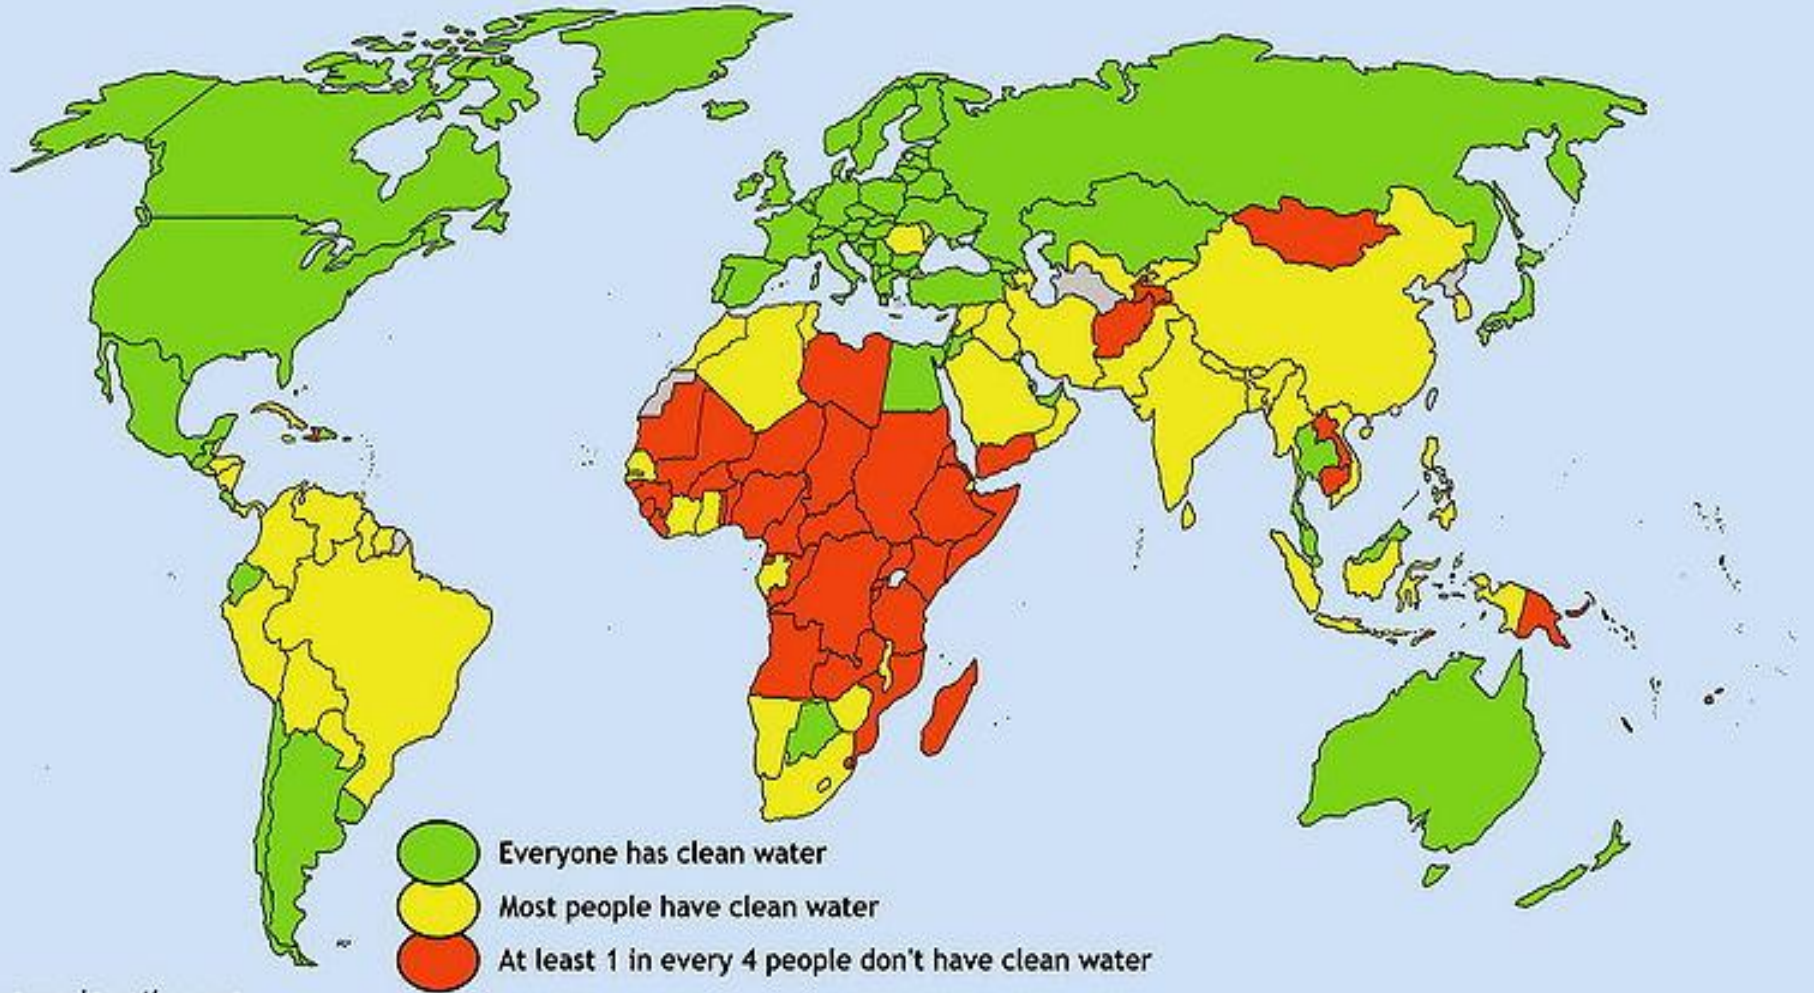 Everyone has clean water
Most people have clean water
At least 1 in every 4 people don't have clean water